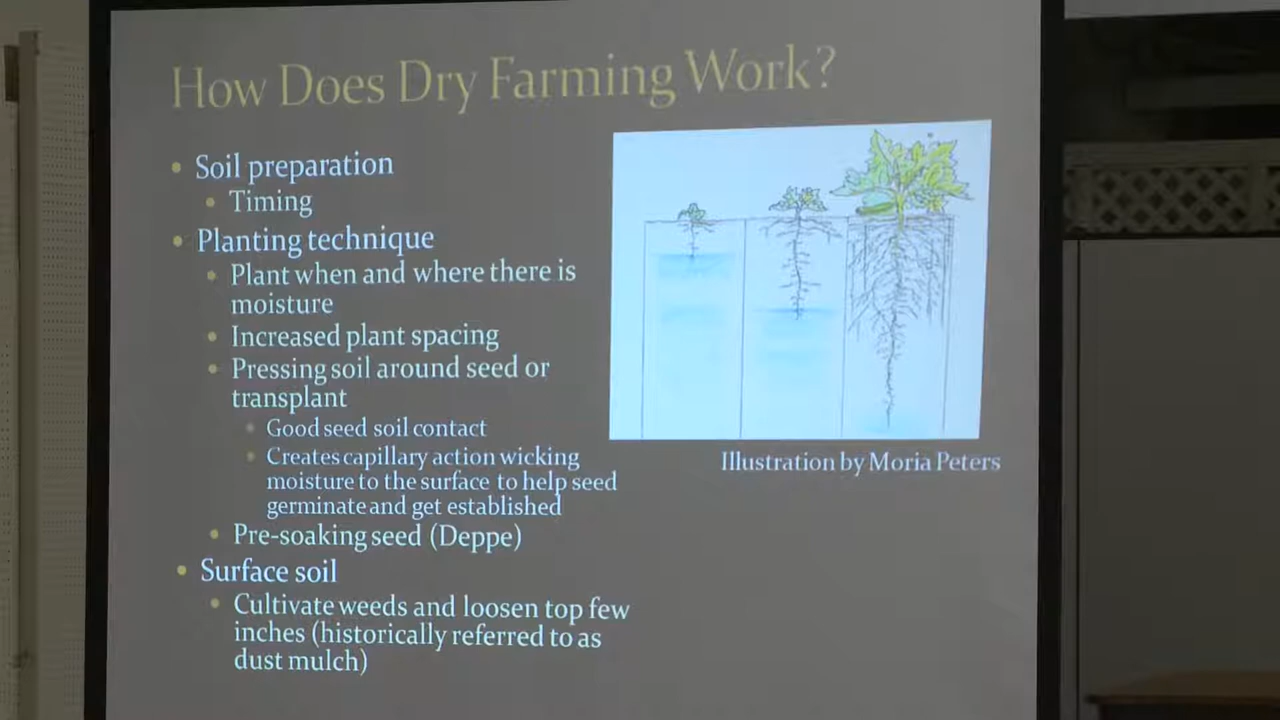 How Does Dry Farming Work?
• Soil preparation
• Timing
• Planting technique
• Plant when and where there is
moisture
• Increased plant spacing
• Pressing soil around seed or
transplant
• Good seed soil contact
• Creates capillary action wicking
moisture to the surface to help seed
germinate and get established
• Pre-soaking seed (Deppe)
• Surface soil
• Cultivate weeds and loosen top few
inches (historically referred to as
dust mulch)
Illustration by Moria Peters